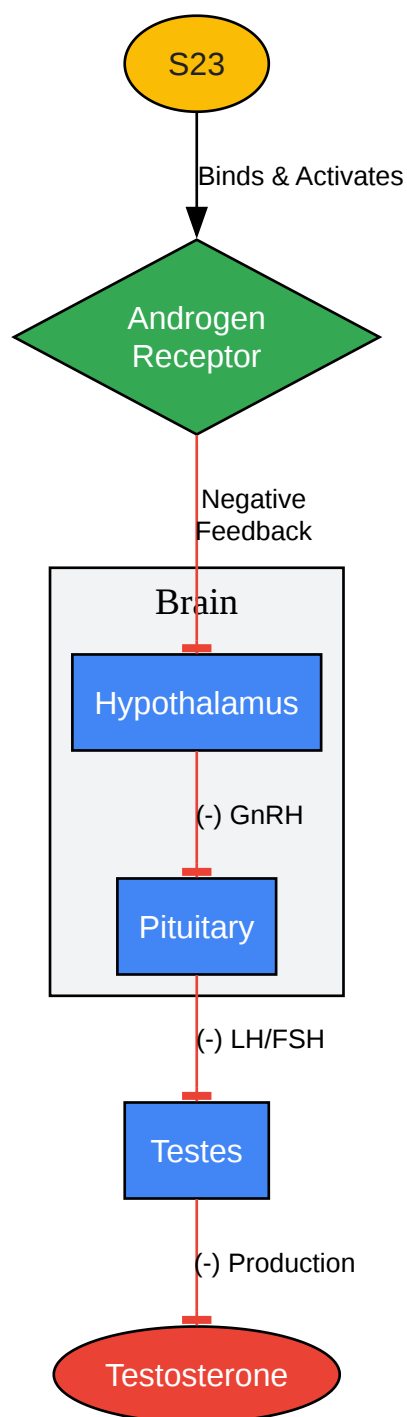 S23
Binds & Activates
Androgen
Receptor
Negative
Feedback
Brain
Hypothalamus
(-) GnRH
Pituitary
(-) LH/FSH
Testes
(-) Production
Testosterone